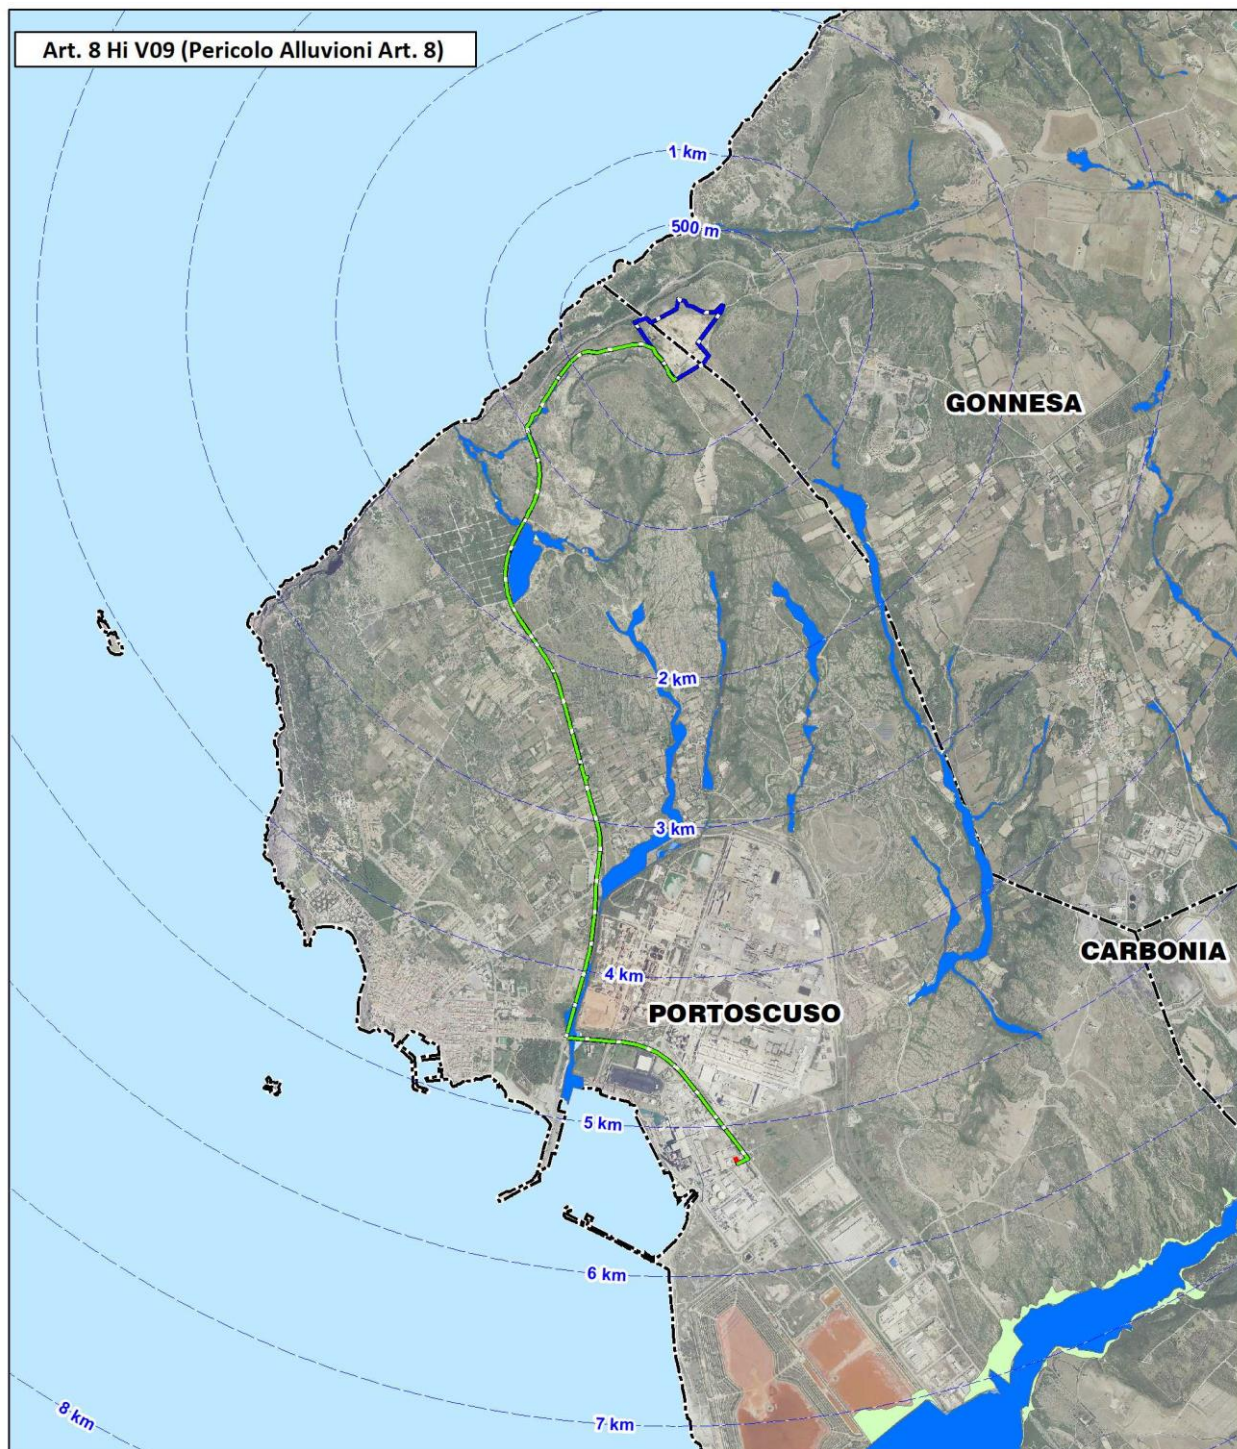 Art. 8 Hi V09 (Pericolo Alluvioni Art. 8)
1 km
500 m
GONNESA
2 km
3 km
CARBONIA
4 km
PORTOSCUSO
5 km
6 km
8 km
7 km